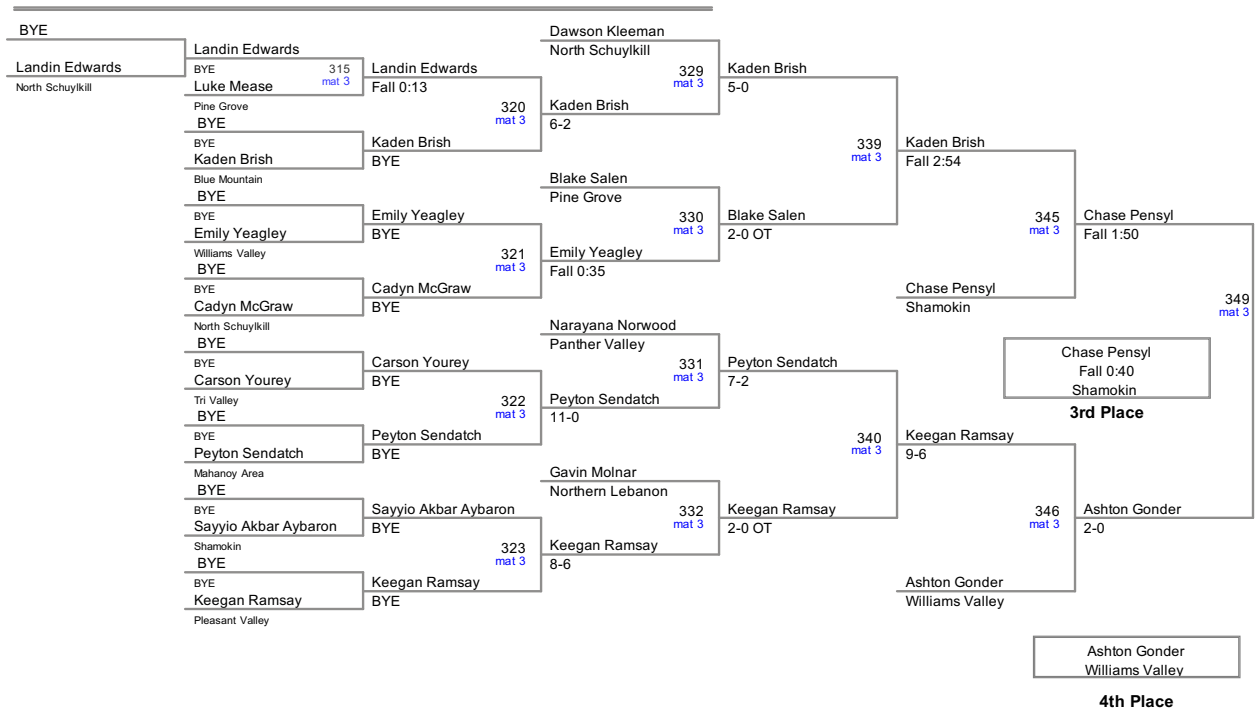 BYE
Landin Edwards
North Schuylkill
Landin Edwards
BYE
315
mat 3
Luke Mease
Pine Grove
BYE
BYE
Kaden Brish
Blue Mountain
BYE
BYE
Emily Yeagley
Williams Valley
BYE
BYE
Cadyn McGraw
North Schuylkill
BYE
BYE
Carson Yourey
Tri Valley
BYE
BYE
Peyton Sendatch
Mahanoy Area
BYE
BYE
Sayyio Akbar Aybaron
Shamokin
BYE
BYE
Keegan Ramsay
Pleasant Valley
Landin Edwards
Fall 0:13
320
mat 3
Kaden Brish
BYE
Emily Yeagley
BYE
321
mat 3
Cadyn McGraw
BYE
Carson Yourey
BYE
322
mat 3
Peyton Sendatch
BYE
Sayyio Akbar Aybaron
BYE
323
mat 3
Keegan Ramsay
BYE
Dawson Kleeman
North Schuylkill
329
mat 3
Kaden Brish
6-2
Blake Salen
Pine Grove
330
mat 3
Emily Yeagley
Fall 0:35
Narayana Norwood
Panther Valley
331
mat 3
Peyton Sendatch
11-0
Gavin Molnar
Northern Lebanon
332
mat 3
Keegan Ramsay
8-6
Kaden Brish
5-0
339
mat 3
Blake Salen
2-0 OT
Peyton Sendatch
7-2
340
mat 3
Keegan Ramsay
2-0 OT
Kaden Brish
Fall 2:54
345
mat 3
Chase Pensyl
Shamokin
Keegan Ramsay
9-6
346
mat 3
Ashton Gonder
Williams Valley
Chase Pensyl
Fall 1:50
349
mat 3
Ashton Gonder
2-0
Chase Pensyl
Fall 0:40
Shamokin
3rd Place
Ashton Gonder
Williams Valley
4th Place